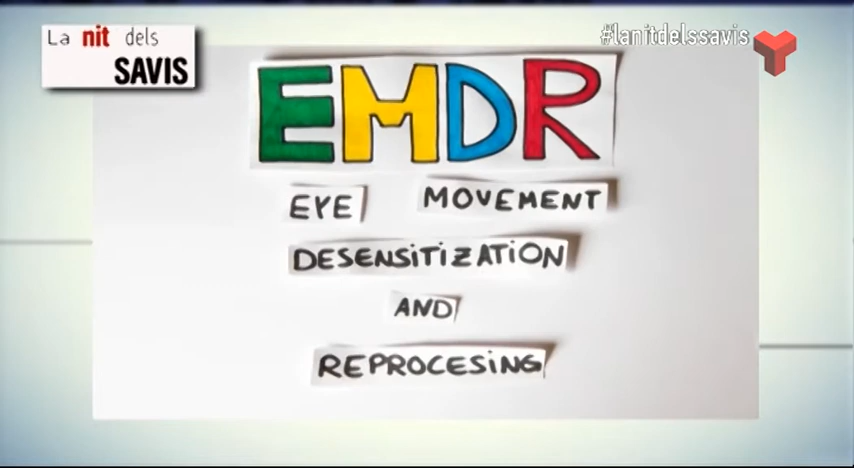 La nit dels
SAVIS
#lanitdelssavis
EMDR
EYE MOVEMENT
DESENSITIZATION
AND
REPROCESING